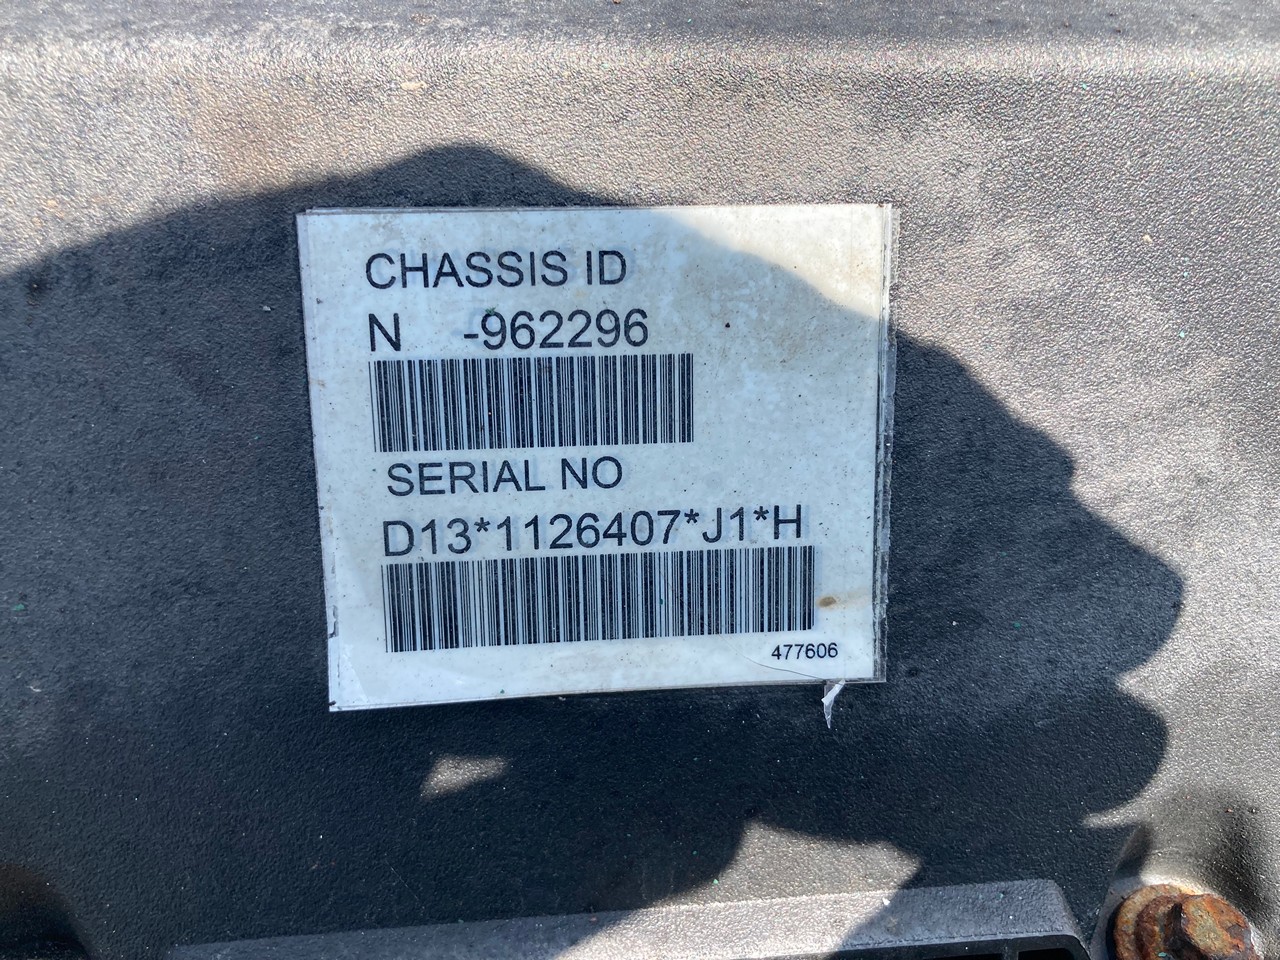 CHASSIS ID
N -962296
SERIAL NO
D13*1126407*J1*H
477606